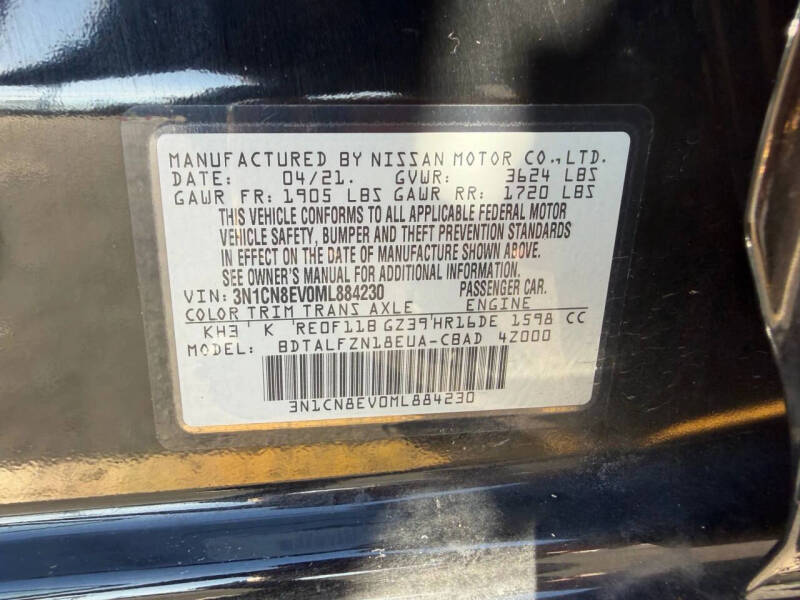 MANUFACTURED BY NISSAN MOTOR CO., LTD.
DATE: 04/21. GVWR: 3624 LBS
GAWR FR: 1905 LBS GAWR RR: 1720 LBS
THIS VEHICLE CONFORMS TO ALL APPLICABLE FEDERAL MOTOR
VEHICLE SAFETY, BUMPER AND THEFT PREVENTION STANDARDS
IN EFFECT ON THE DATE OF MANUFACTURE SHOWN ABOVE.
SEE OWNER'S MANUAL FOR ADDITIONAL INFORMATION.
VIN: 3N1CN8EV0ML884230 PASSENGER CAR.
COLOR TRIM TRANS AXLE ENGINE
KH3 K RE0F11B GZ39 HR16DE 1598 CC
MODEL: BDTALFZN18EUA-CBAD 4Z000
3N1CN8EV0ML884230